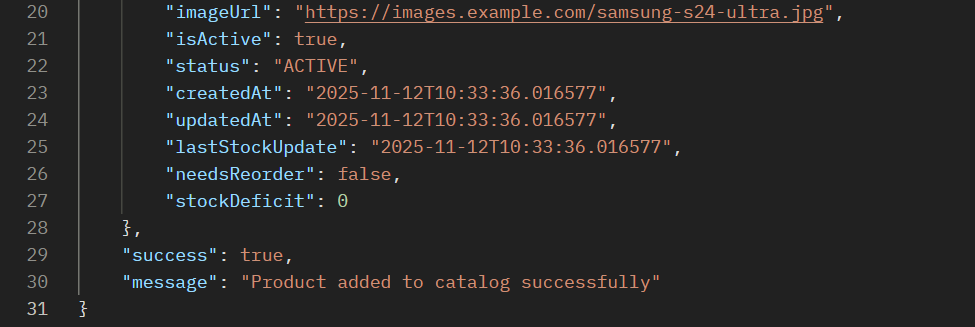 20 "imageUrl": "https://images.example.com/samsung-s24-ultra.jpg",
21 "isActive": true,
22 "status": "ACTIVE",
23 "createdAt": "2025-11-12T10:33:36.016577",
24 "updatedAt": "2025-11-12T10:33:36.016577",
25 "lastStockUpdate": "2025-11-12T10:33:36.016577",
26 "needsReorder": false,
27 "stockDeficit": 0
28 },
29 "success": true,
30 "message": "Product added to catalog successfully"
31 }